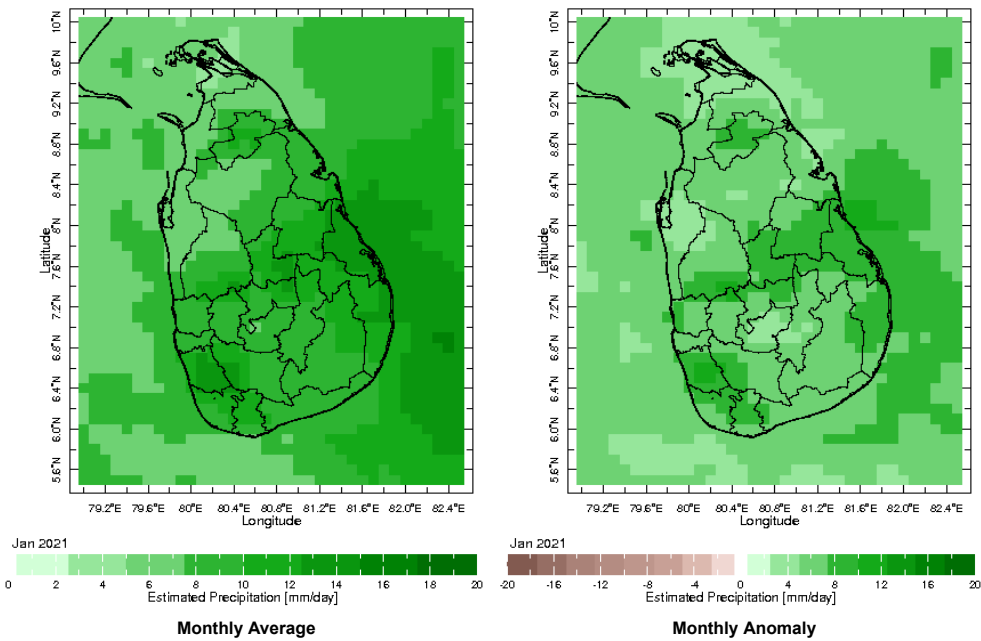 10°N
9.6°N
9.2°N
8.8°N
8.4°N
8°N
7.6°N
7.2°N
6.8°N
6.4°N
6.0°N
5.6°N
Latitude
79.2°E 79.6°E 80°E 80.4°E 80.8°E 81.2°E 81.6°E 82.0°E 82.4°E
Longitude
Jan 2021
0 2 4 6 8 10 12 14 16 18 20
Estimated Precipitation [mm/day]
Monthly Average
10°N
9.6°N
9.2°N
8.8°N
8.4°N
8°N
7.6°N
7.2°N
6.8°N
6.4°N
6.0°N
5.6°N
Latitude
79.2°E 79.6°E 80°E 80.4°E 80.8°E 81.2°E 81.6°E 82.0°E 82.4°E
Longitude
Jan 2021
-20 -16 -12 -8 -4 0 4 8 12 16 20
Estimated Precipitation [mm/day]
Monthly Anomaly